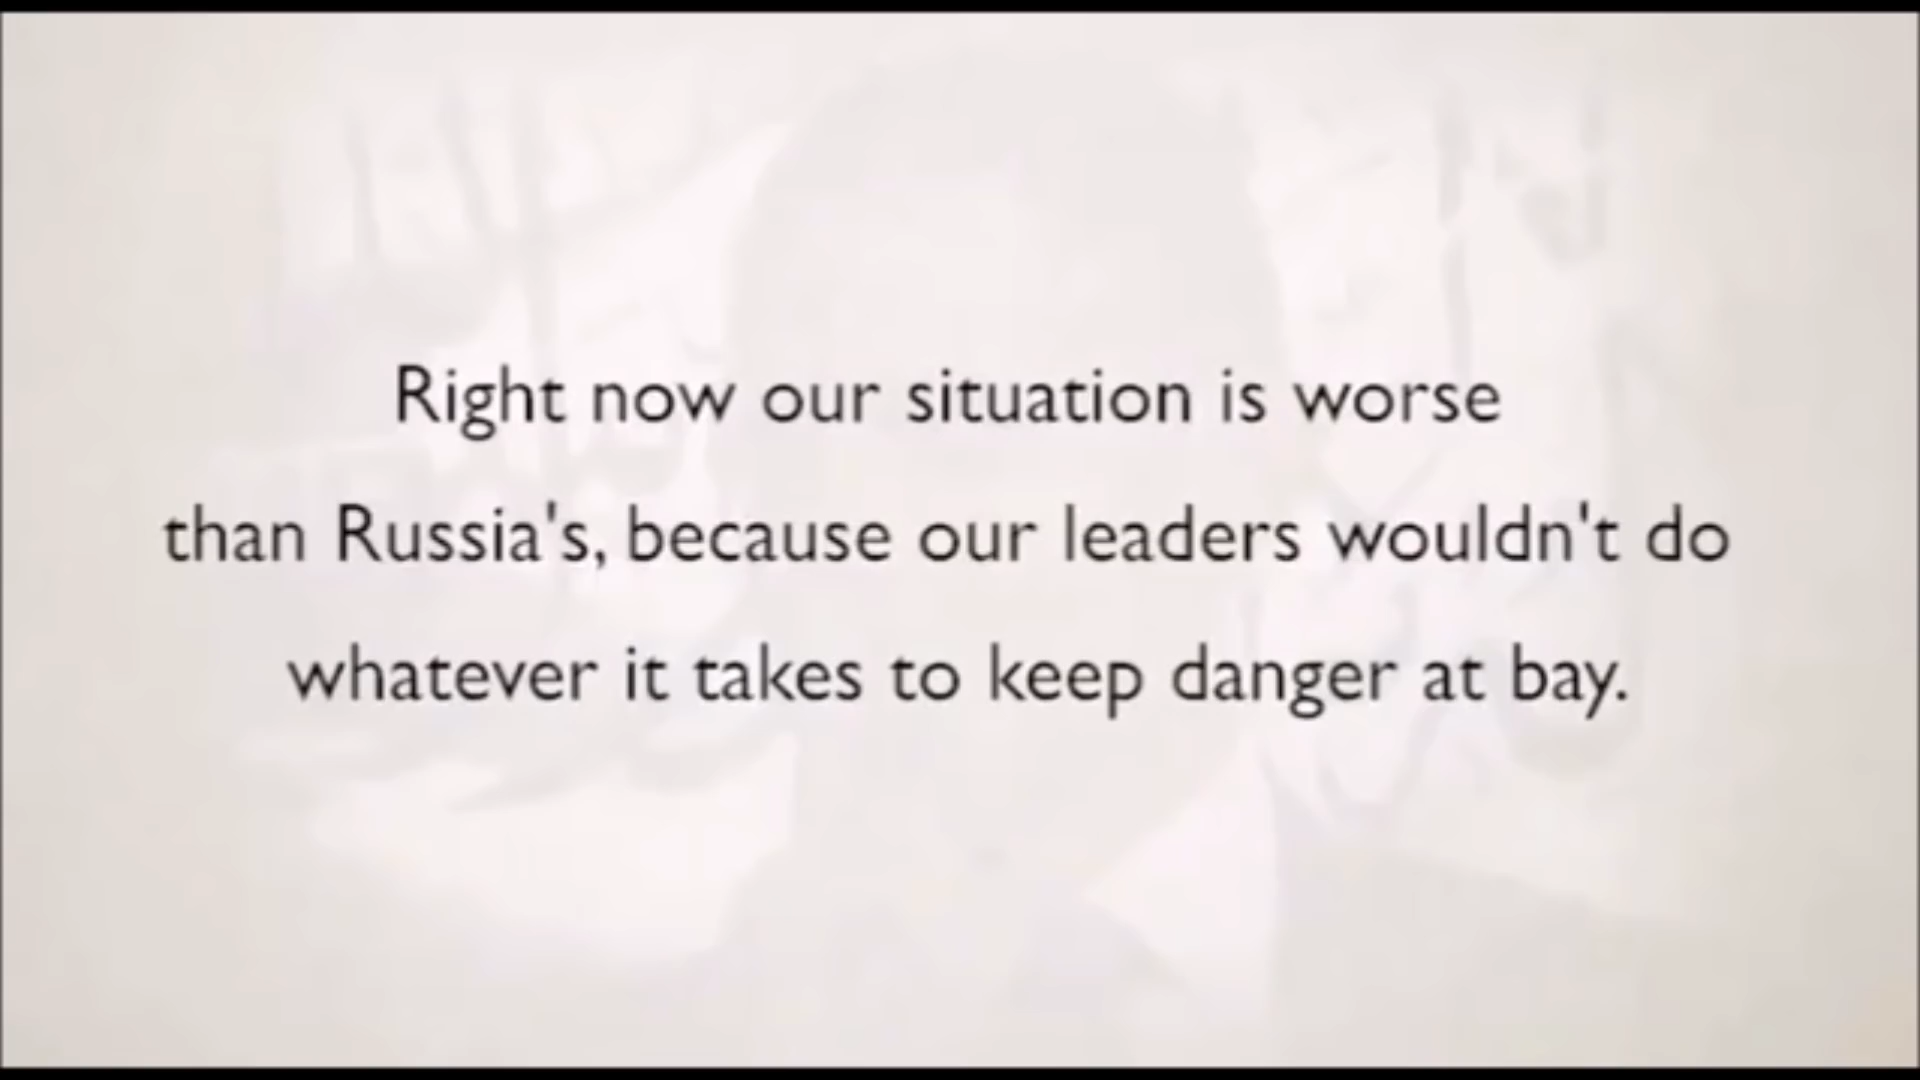 Right now our situation is worse
than Russia's, because our leaders wouldn't do
whatever it takes to keep danger at bay.